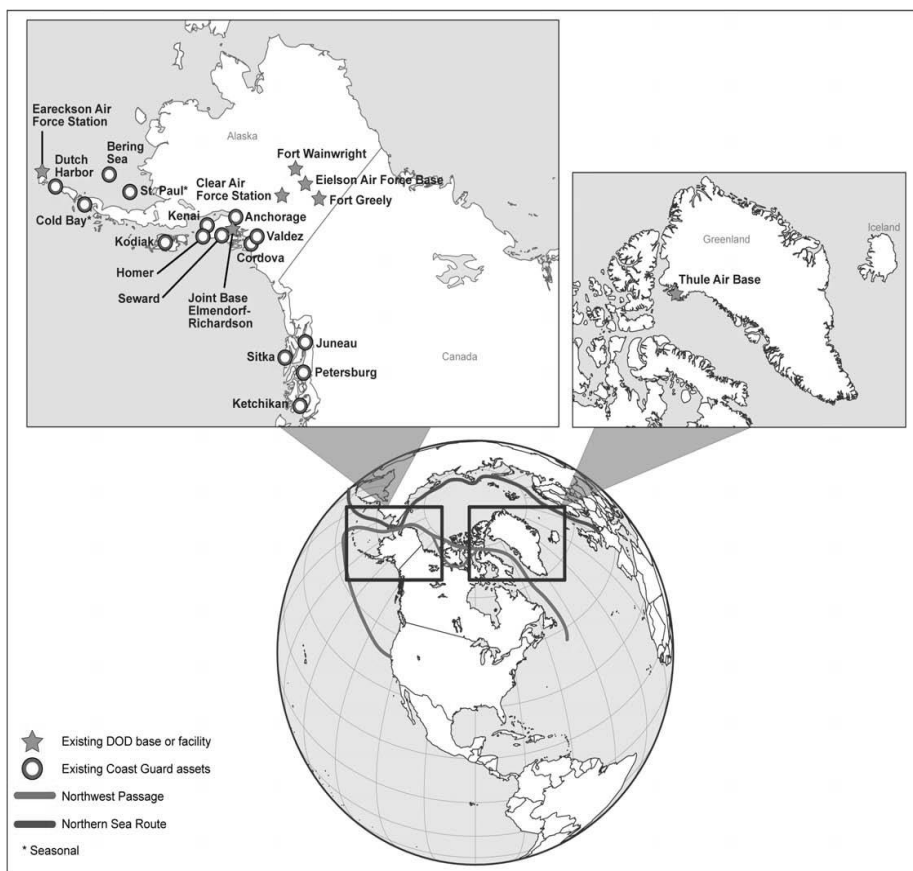 Eareckson Air
Force Station
Bering
Sea
Dutch
Harbor
St. Paul*
Cold Bay*
Alaska
Fort Wainwright
Eielson Air Force Base
Clear Air
Force Station
Fort Greely
Kenai
Anchorage
Kodiak
Valdez
Cordova
Homer
Seward
Joint Base
Elmendorf-
Richardson
Juneau
Sitka
Canada
Petersburg
Ketchikan
Greenland
Iceland
Thule Air Base
Existing DOD base or facility
Existing Coast Guard assets
Northwest Passage
Northern Sea Route
* Seasonal